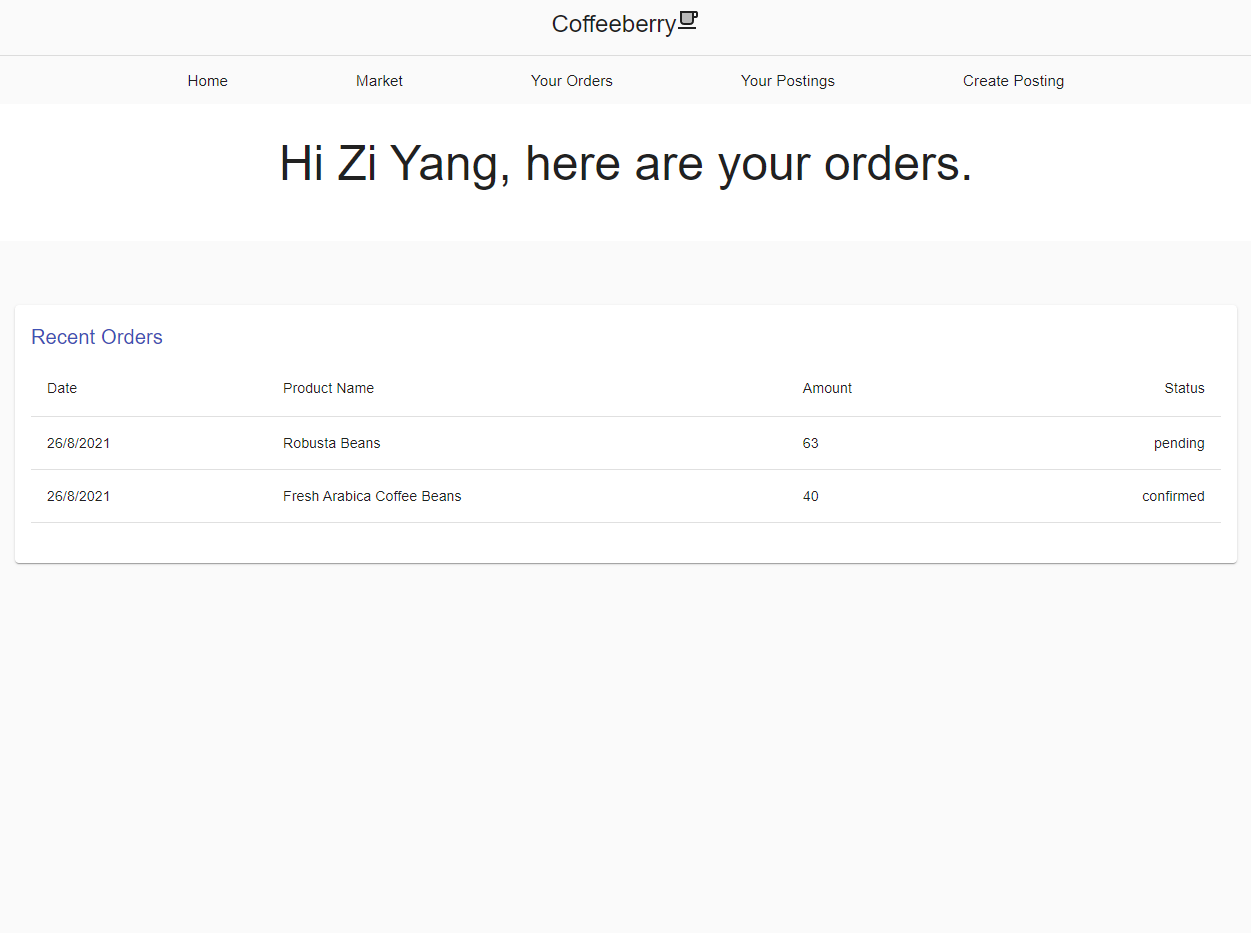 Coffeeberry
Home Market Your Orders Your Postings Create Posting
Hi Zi Yang, here are your orders.
Recent Orders
Date Product Name Amount Status
26/8/2021 Robusta Beans 63 pending
26/8/2021 Fresh Arabica Coffee Beans 40 confirmed